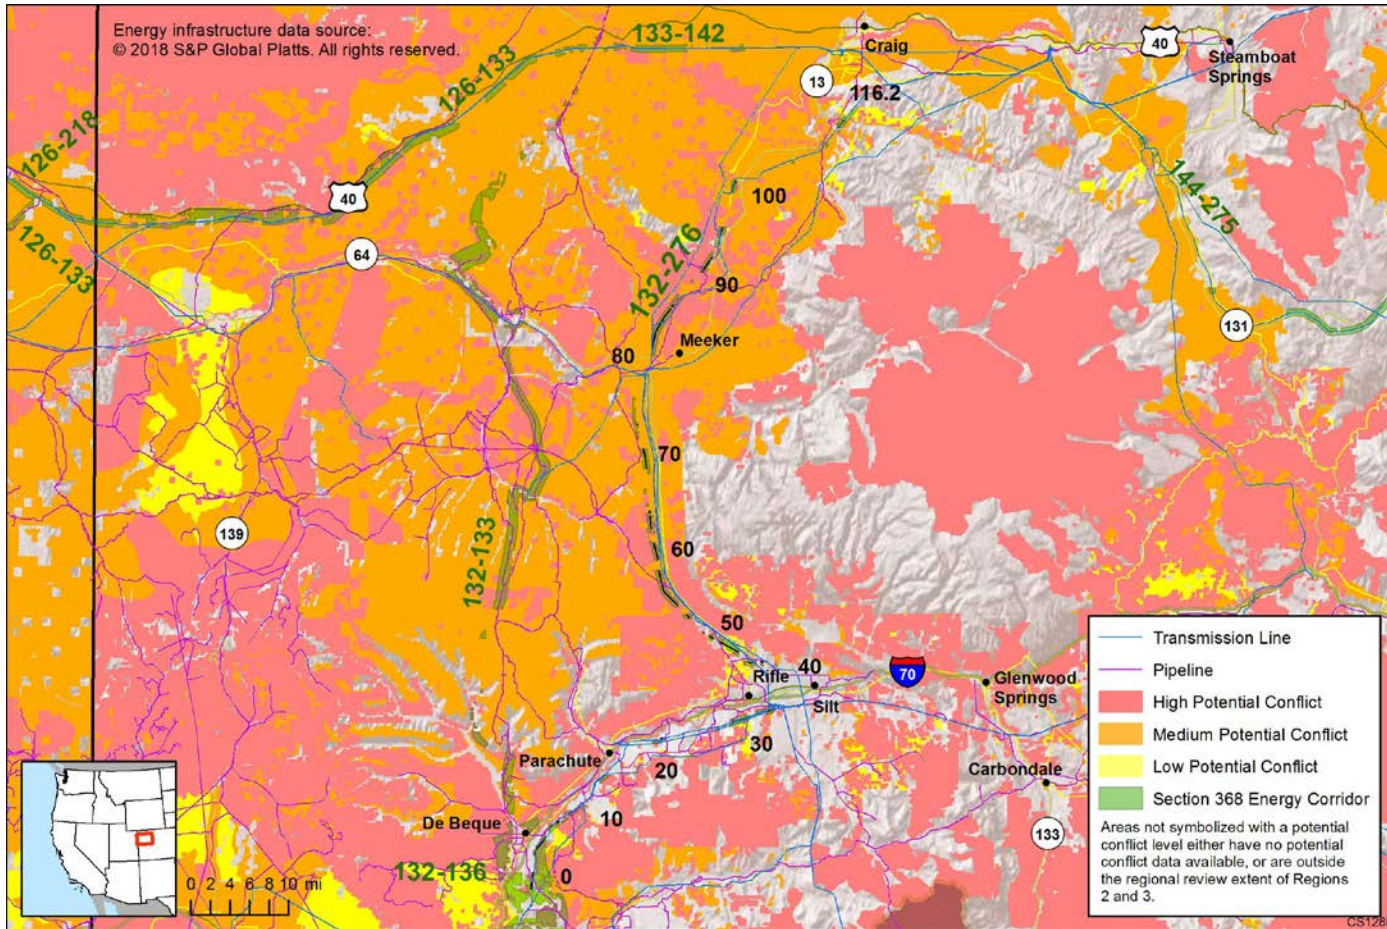 Energy infrastructure data source:
© 2018 S&P Global Platts. All rights reserved.
133-142
Craig
40
Steamboat
Springs
126-133
13
116.2
126-218
40
100
144-275
126-133
64
132-276
90
131
Meeker
80
70
139
60
132-133
50
40
70
Rifle
Silt
Glenwood
Springs
30
Parachute
20
Carbondale
10
De Beque
133
132-136
0
0 2 4 6 8 10 mi
Transmission Line
Pipeline
High Potential Conflict
Medium Potential Conflict
Low Potential Conflict
Section 368 Energy Corridor
Areas not symbolized with a potential
conflict level either have no potential
conflict data available, or are outside
the regional review extent of Regions
2 and 3.
CS128